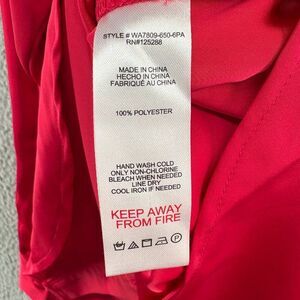 STYLE # WA7809-650-6PA
RN#125288
MADE IN CHINA
HECHO IN CHINA
FABRIQUÉ AU CHINA
100% POLYESTER
HAND WASH COLD
ONLY NON-CHLORINE
BLEACH WHEN NEEDED
LINE DRY
COOL IRON IF NEEDED
KEEP AWAY
FROM FIRE
P